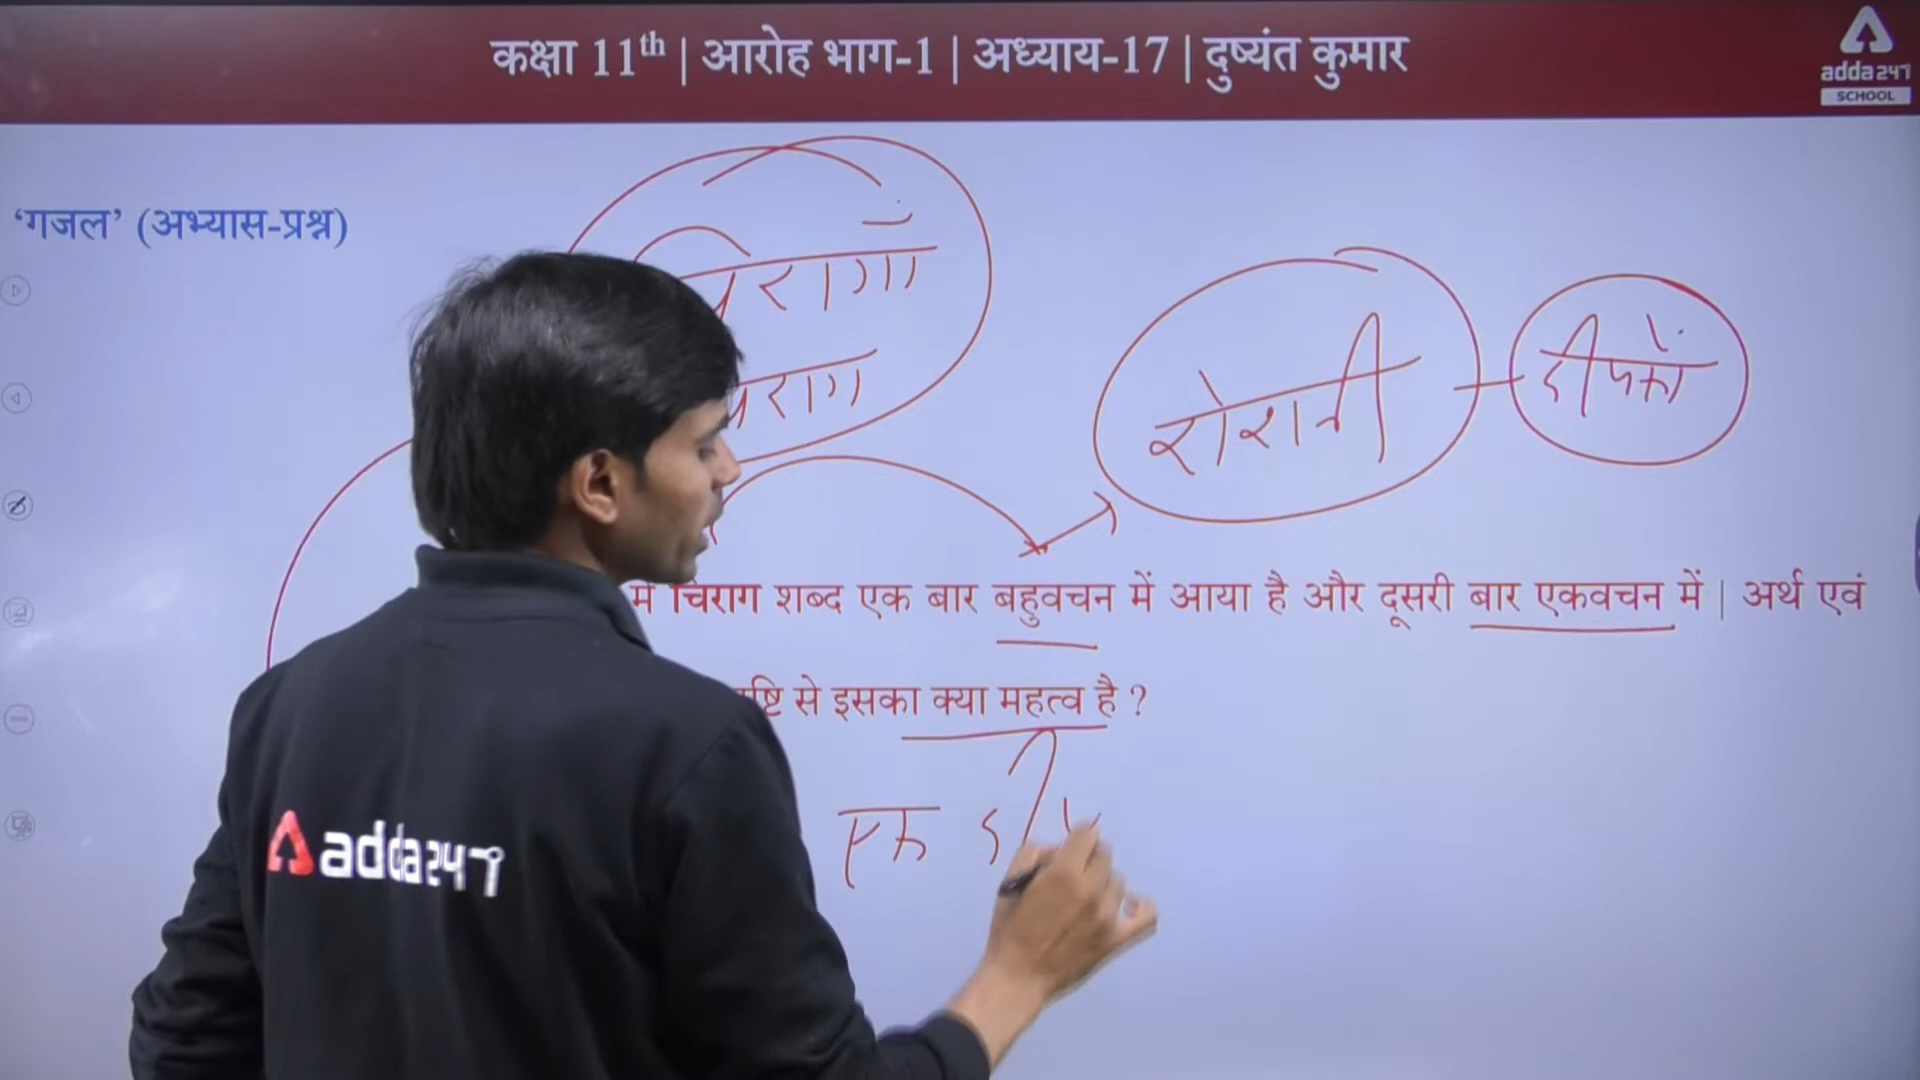 कक्षा 11th | आरोह भाग-1 | अध्याय-17 | दुष्यंत कुमार
adda247
SCHOOL
‘गजल’ (अभ्यास-प्रश्न)
रोशनी
दीपकों
में चिराग शब्द एक बार बहुवचन में आया है और दूसरी बार एकवचन में | अर्थ एवं
से इसका क्या महत्व है ?
एक
adda247